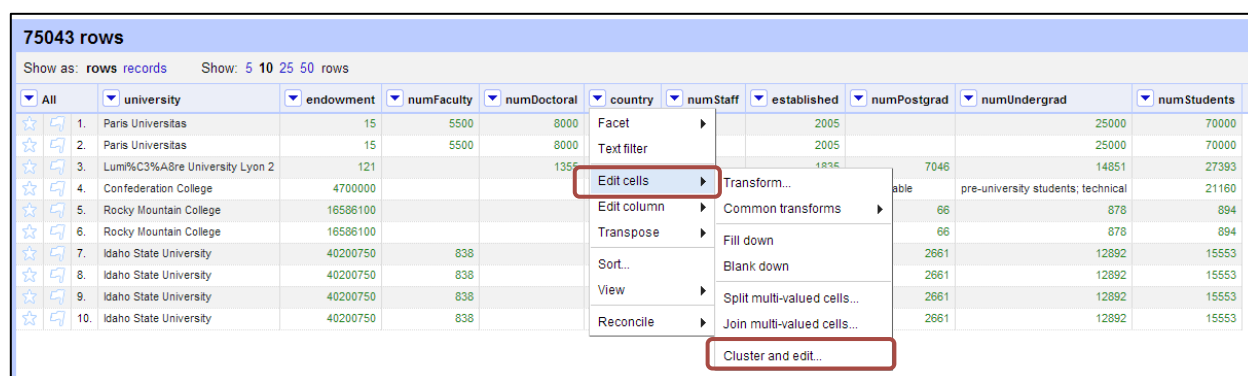 75043 rows
Show as: rows records Show: 5 10 25 50 rows
All university endowment numFaculty numDoctoral country numStaff established numPostgrad numUndergrad numStudents
1. Paris Universitas 15 5500 8000 2005 25000 70000
2. Paris Universitas 15 5500 8000 2005 25000 70000
3. Lumi%C3%A8re University Lyon 2 121 1355 1835 7046 14851 27393
4. Confederation College 4700000 able pre-university students; technical 21160
5. Rocky Mountain College 16586100 66 878 894
6. Rocky Mountain College 16586100 66 878 894
7. Idaho State University 40200750 838 2661 12892 15553
8. Idaho State University 40200750 838 2661 12892 15553
9. Idaho State University 40200750 838 2661 12892 15553
10. Idaho State University 40200750 838 2661 12892 15553
Facet
Text filter
Edit cells
Edit column
Transpose
Sort...
View
Reconcile
Transform...
Common transforms
Fill down
Blank down
Split multi-valued cells...
Join multi-valued cells...
Cluster and edit...